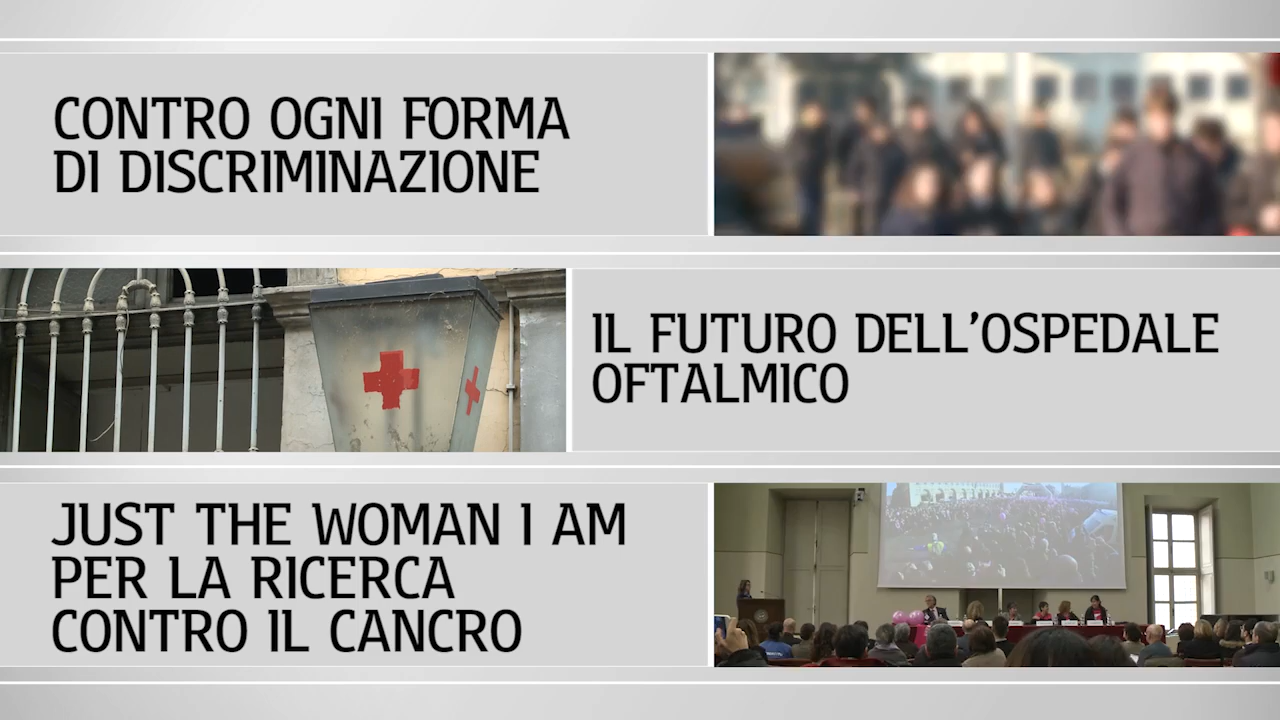 CONTRO OGNI FORMA
DI DISCRIMINAZIONE
IL FUTURO DELL'OSPEDALE
OFTALMICO
JUST THE WOMAN I AM
PER LA RICERCA
CONTRO IL CANCRO